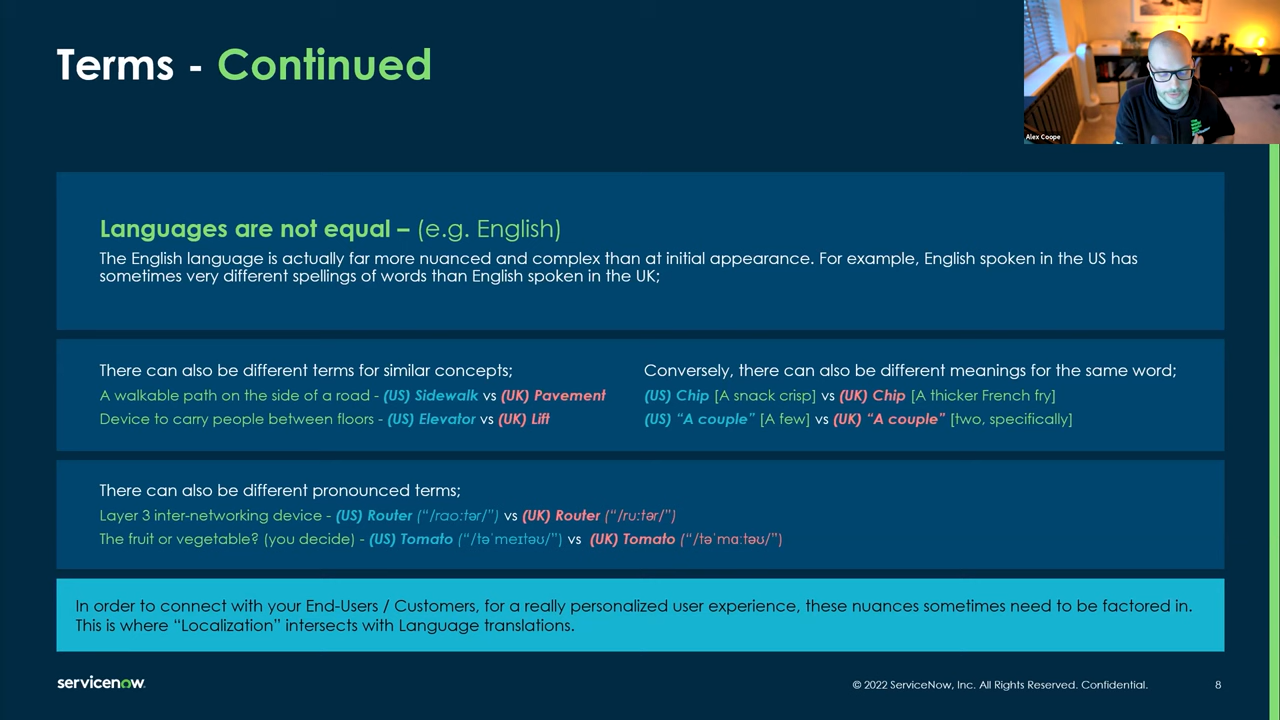 Terms - Continued
Alex Coope
Languages are not equal – (e.g. English)
The English language is actually far more nuanced and complex than at initial appearance. For example, English spoken in the US has
sometimes very different spellings of words than English spoken in the UK;
There can also be different terms for similar concepts;
A walkable path on the side of a road - (US) Sidewalk vs (UK) Pavement
Device to carry people between floors - (US) Elevator vs (UK) Lift
Conversely, there can also be different meanings for the same word;
(US) Chip [A snack crisp] vs (UK) Chip [A thicker French fry]
(US) “A couple” [A few] vs (UK) “A couple” [two, specifically]
There can also be different pronounced terms;
Layer 3 inter-networking device - (US) Router (“/raʊ:tər/”) vs (UK) Router (“/ru:tər/”)
The fruit or vegetable? (you decide) - (US) Tomato (“/təˈmeɪtəʊ/”) vs (UK) Tomato (“/təˈmɑːtəʊ/”)
In order to connect with your End-Users / Customers, for a really personalized user experience, these nuances sometimes need to be factored in.
This is where “Localization” intersects with Language translations.
servicenow
© 2022 ServiceNow, Inc. All Rights Reserved. Confidential.
8